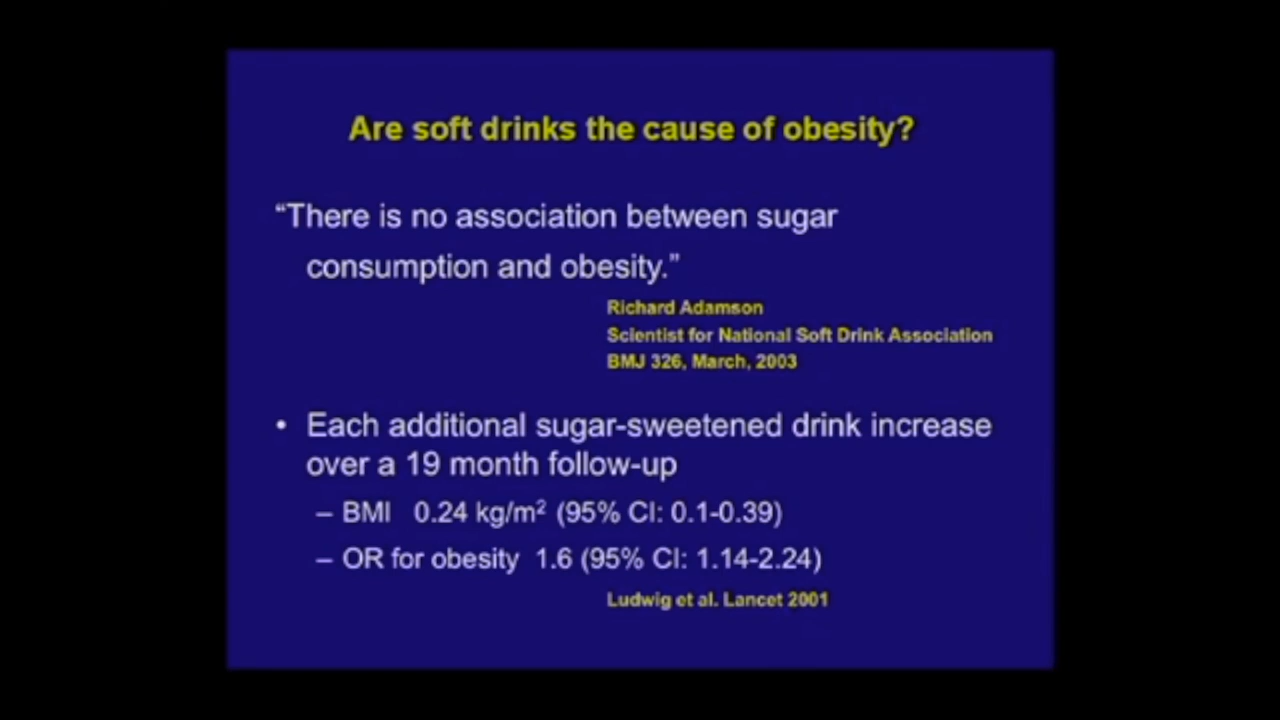 Are soft drinks the cause of obesity?
“There is no association between sugar
consumption and obesity.”
Richard Adamson
Scientist for National Soft Drink Association
BMJ 326, March, 2003
• Each additional sugar-sweetened drink increase
over a 19 month follow-up
– BMI 0.24 kg/m² (95% CI: 0.1-0.39)
– OR for obesity 1.6 (95% CI: 1.14-2.24)
Ludwig et al. Lancet 2001